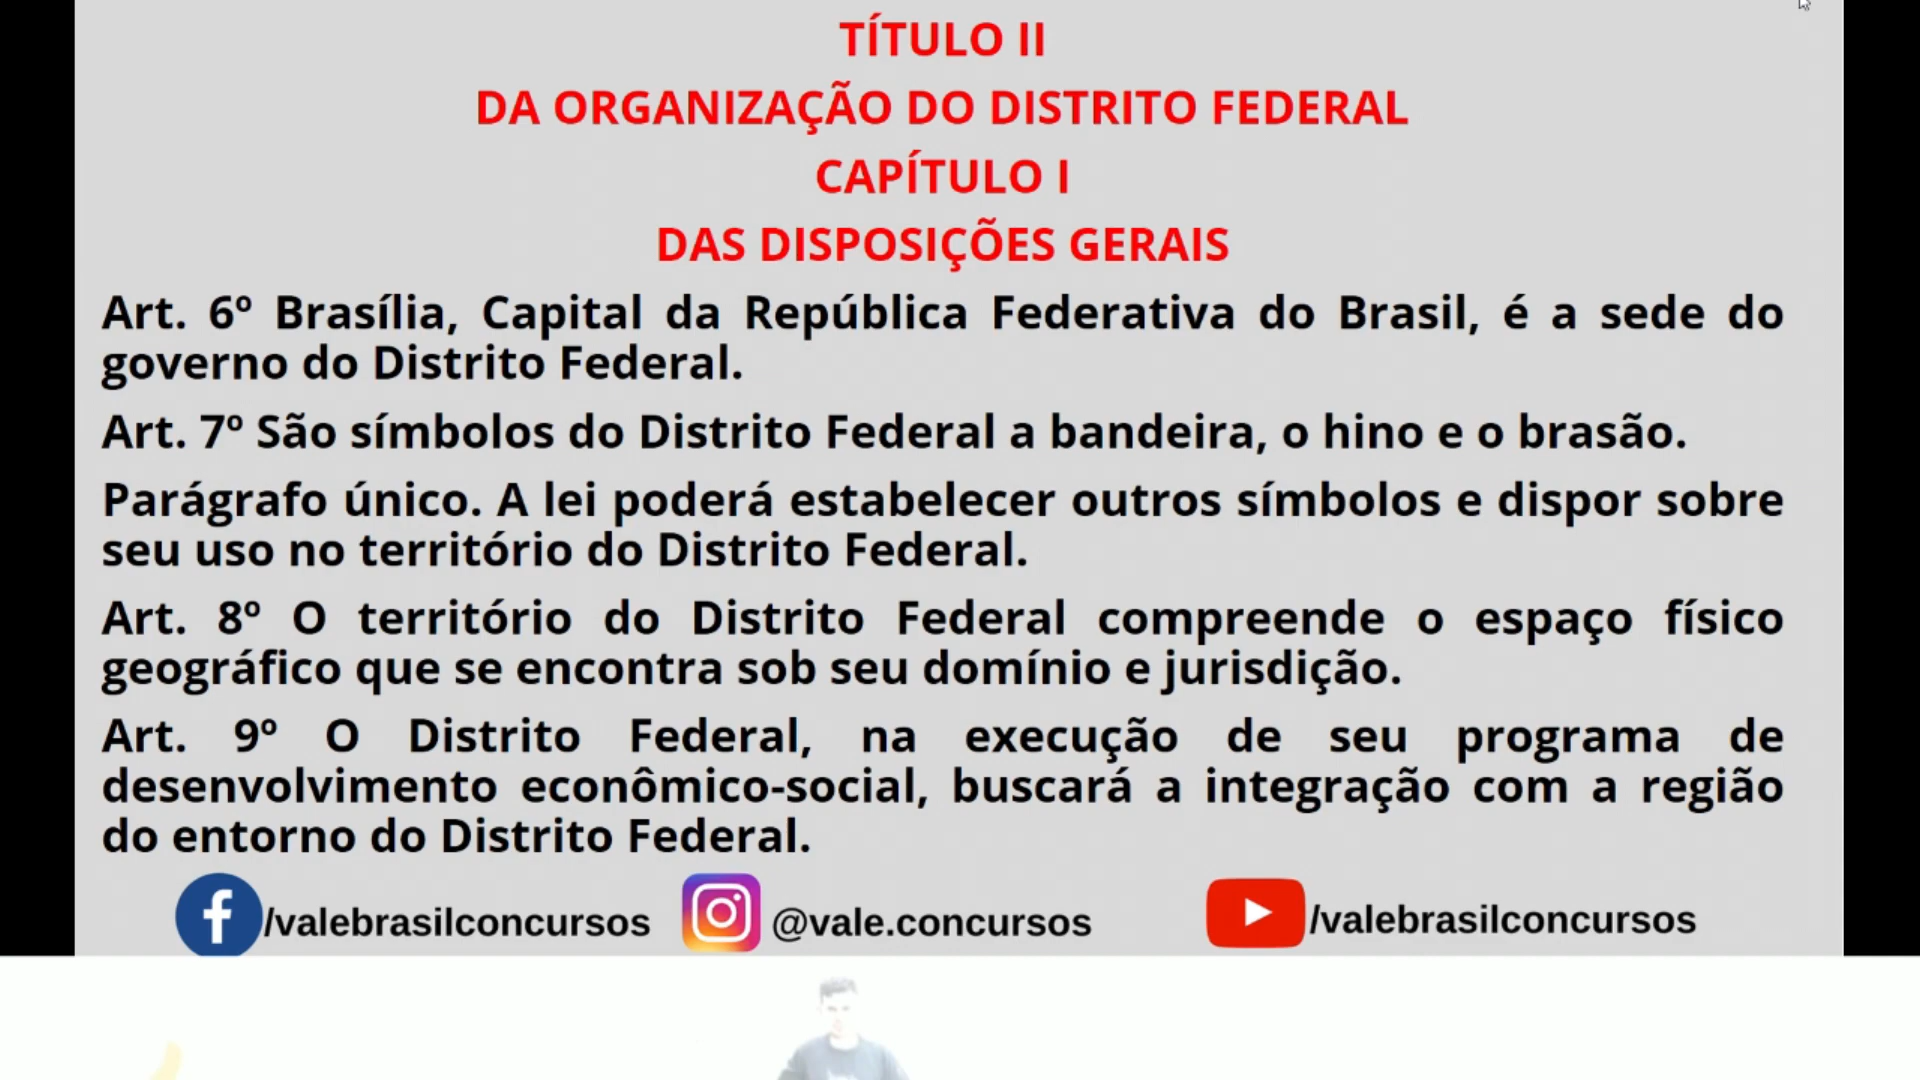 TÍTULO II
DA ORGANIZAÇÃO DO DISTRITO FEDERAL
CAPÍTULO I
DAS DISPOSIÇÕES GERAIS
Art. 6º Brasília, Capital da República Federativa do Brasil, é a sede do
governo do Distrito Federal.
Art. 7º São símbolos do Distrito Federal a bandeira, o hino e o brasão.
Parágrafo único. A lei poderá estabelecer outros símbolos e dispor sobre
seu uso no território do Distrito Federal.
Art. 8º O território do Distrito Federal compreende o espaço físico
geográfico que se encontra sob seu domínio e jurisdição.
Art. 9º O Distrito Federal, na execução de seu programa de
desenvolvimento econômico-social, buscará a integração com a região
do entorno do Distrito Federal.
/valebrasilconcursos @vale.concursos /valebrasilconcursos